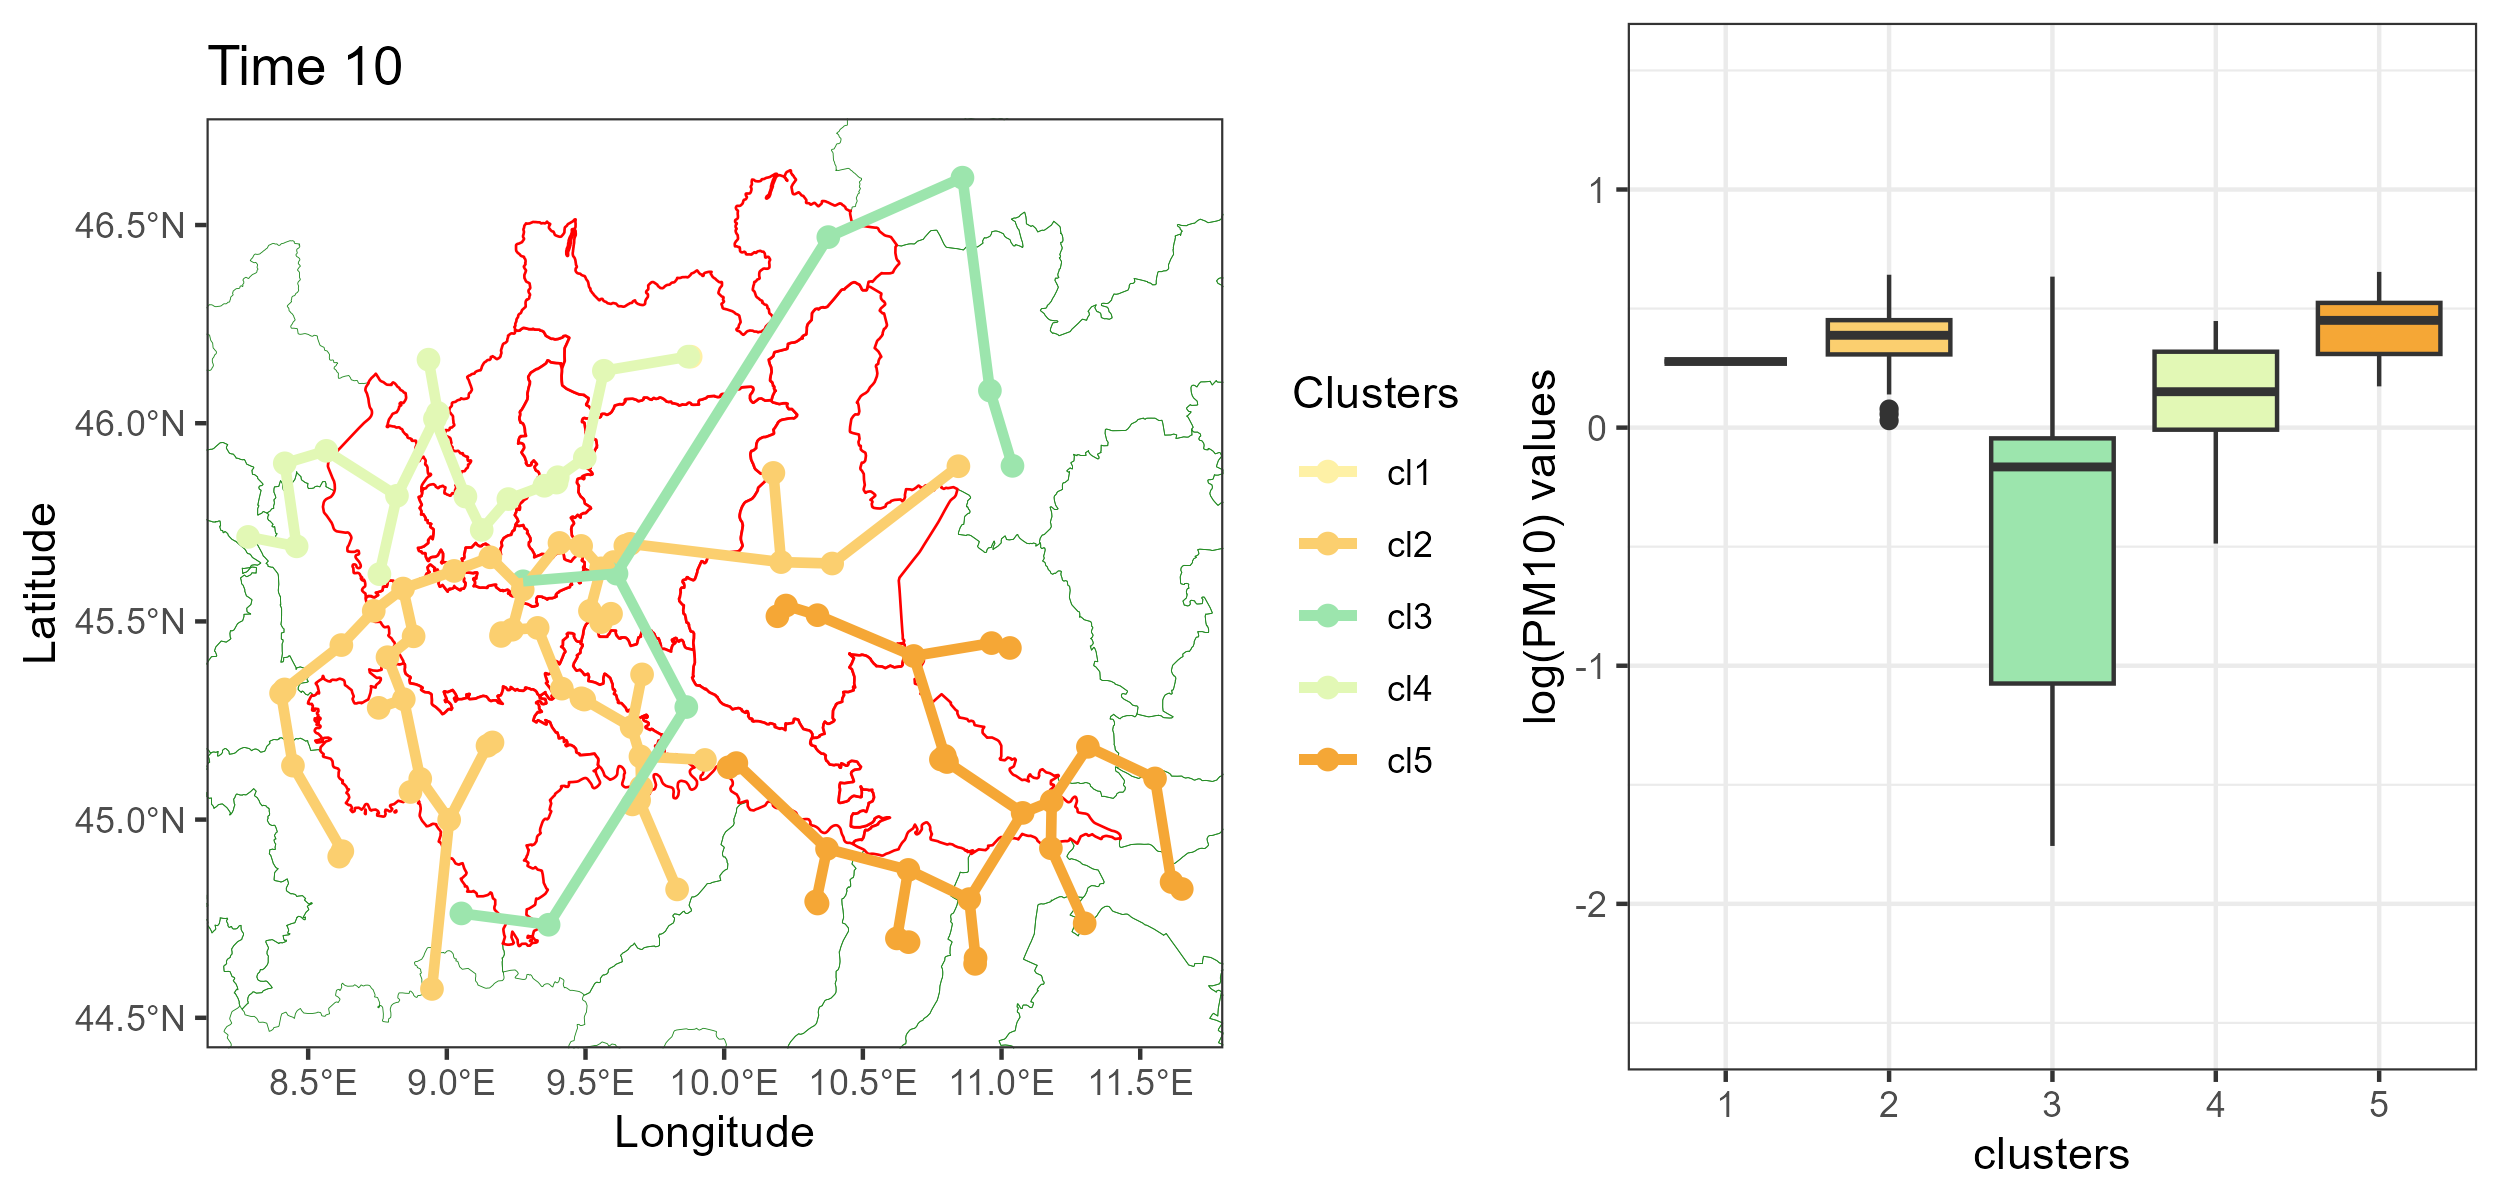 Time 10
Latitude
46.5°N
46.0°N
45.5°N
45.0°N
44.5°N
8.5°E 9.0°E 9.5°E 10.0°E 10.5°E 11.0°E 11.5°E
Longitude
Clusters
cl1
cl2
cl3
cl4
cl5
log(PM10) values
1
0
-1
-2
1 2 3 4 5
clusters